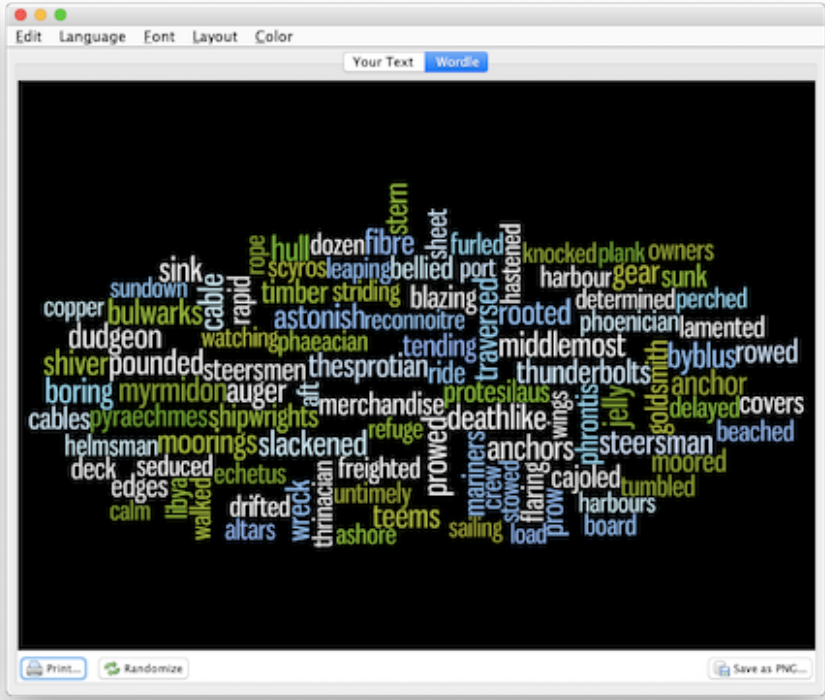 Edit Language Font Layout Color
Your Text Wordle
stern
sheet
rope hull dozen fibre furled hastened knocked plank owners
sink scyros leaping bellied port harbour gear sunk
sundown cable rapid timber striding blazing traversed determined perched
copper bulwarks astonish reconnoitre rooted phoenician lamented
dudgeon watching phaeacian tending middlemost byblus rowed
shiver pounded steersmen thesprotian ride thunderbolts goldsmith anchor
boring myrmidon auger aft merchandise protesilaus wings phrontis jelly delayed covers
cables pyraechmes shipwrights refuge deathlike beached
helmsman moorings slackened prowed mariners anchors steersman moored
deck seduced echetus thrinacian freighted crew stowed flaring cajoled tumbled
edges libya walked drifted wreck untimely prow harbours
calm altars teems sailing load board
ashore
Print... Randomize Save as PNG...